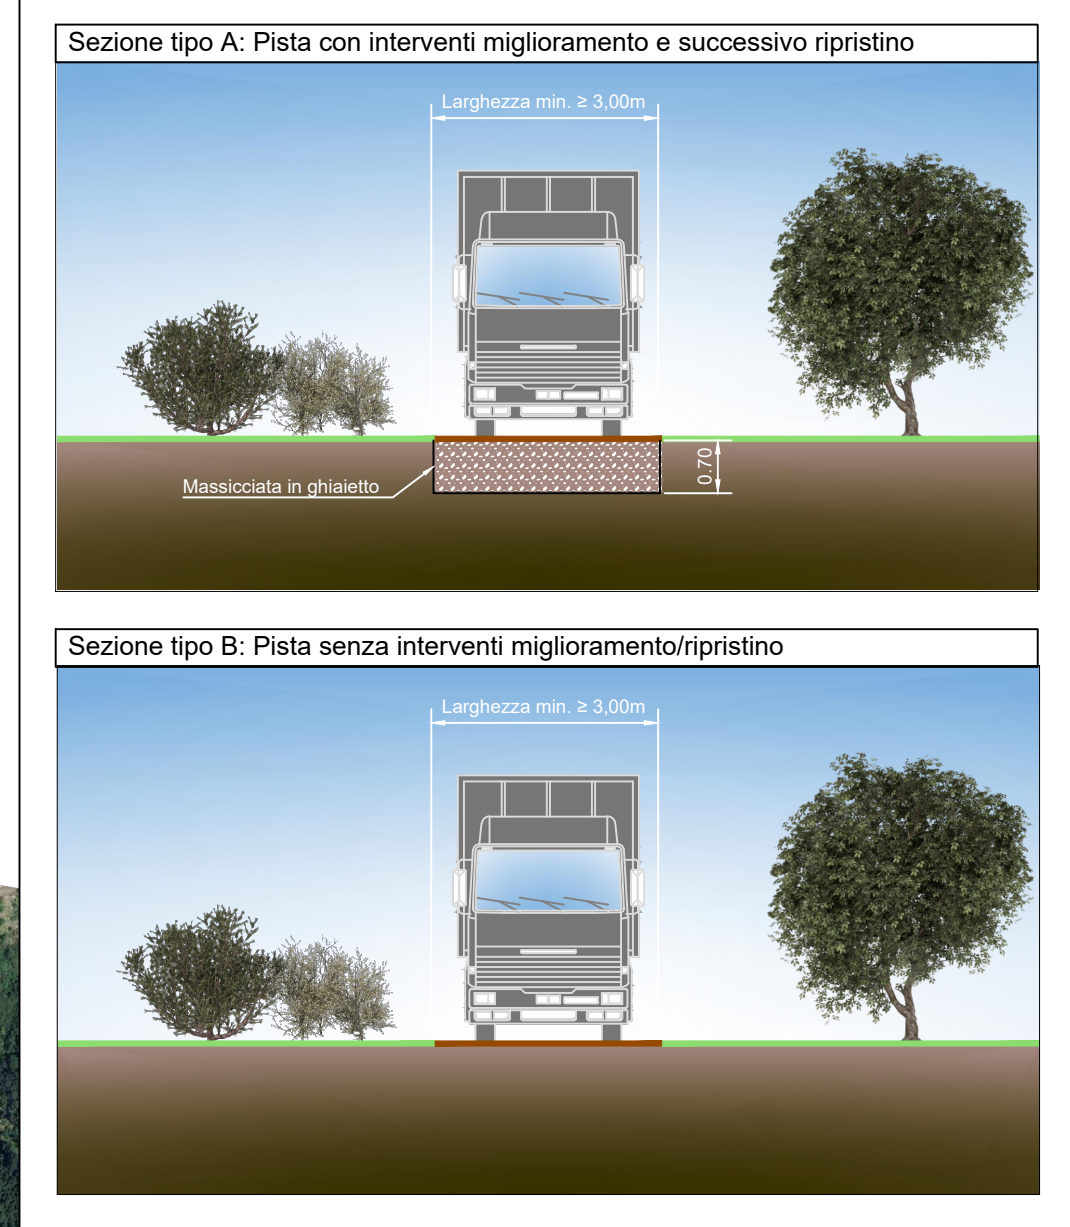 Sezione tipo A: Pista con interventi miglioramento e successivo ripristino
Larghezza min. ≥ 3,00m
Massicciata in ghiaietto
0.70
Sezione tipo B: Pista senza interventi miglioramento/ripristino
Larghezza min. ≥ 3,00m